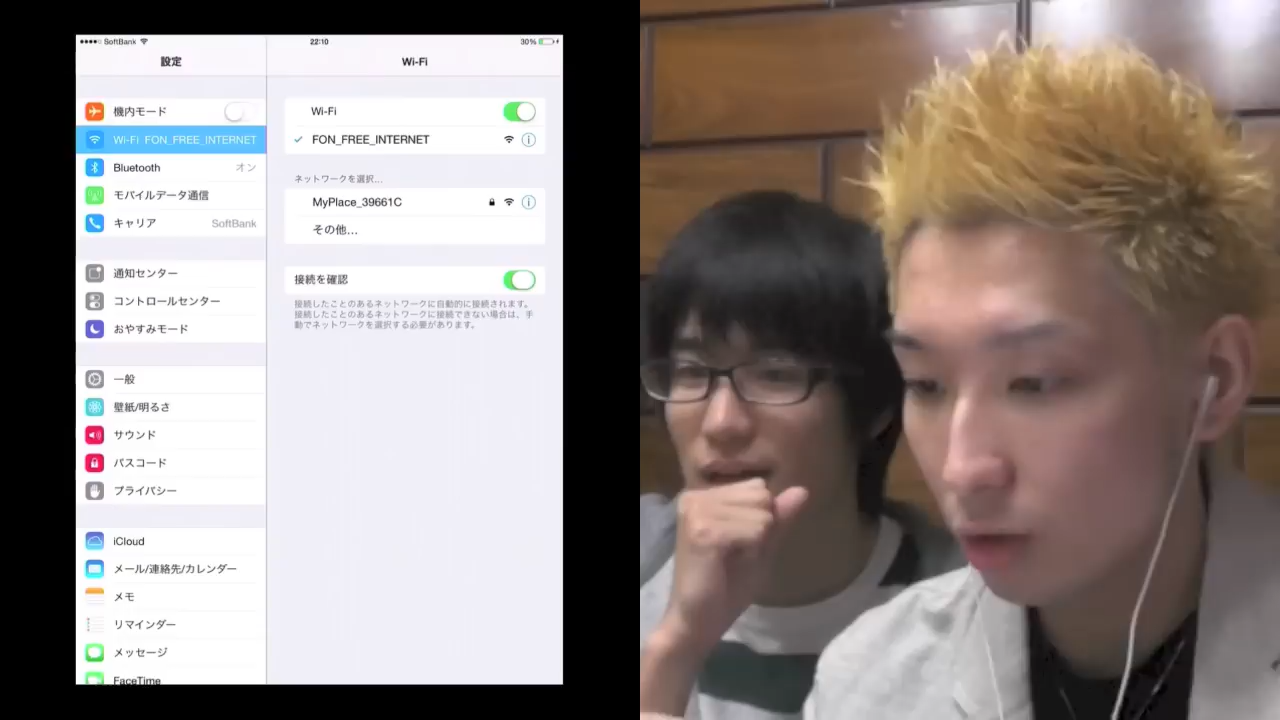 SoftBank
22:10
30%
設定
Wi-Fi
機内モード
Wi-Fi FON_FREE_INTERNET
Bluetooth オン
モバイルデータ通信
キャリア SoftBank
通知センター
コントロールセンター
おやすみモード
一般
壁紙/明るさ
サウンド
パスコード
プライバシー
iCloud
メール/連絡先/カレンダー
メモ
リマインダー
メッセージ
FaceTime
Wi-Fi
FON_FREE_INTERNET
ネットワークを選択...
MyPlace_39661C
その他...
接続を確認
接続したことのあるネットワークに自動的に接続されます。
接続したことのあるネットワークに接続できない場合は、手
動でネットワークを選択する必要があります。